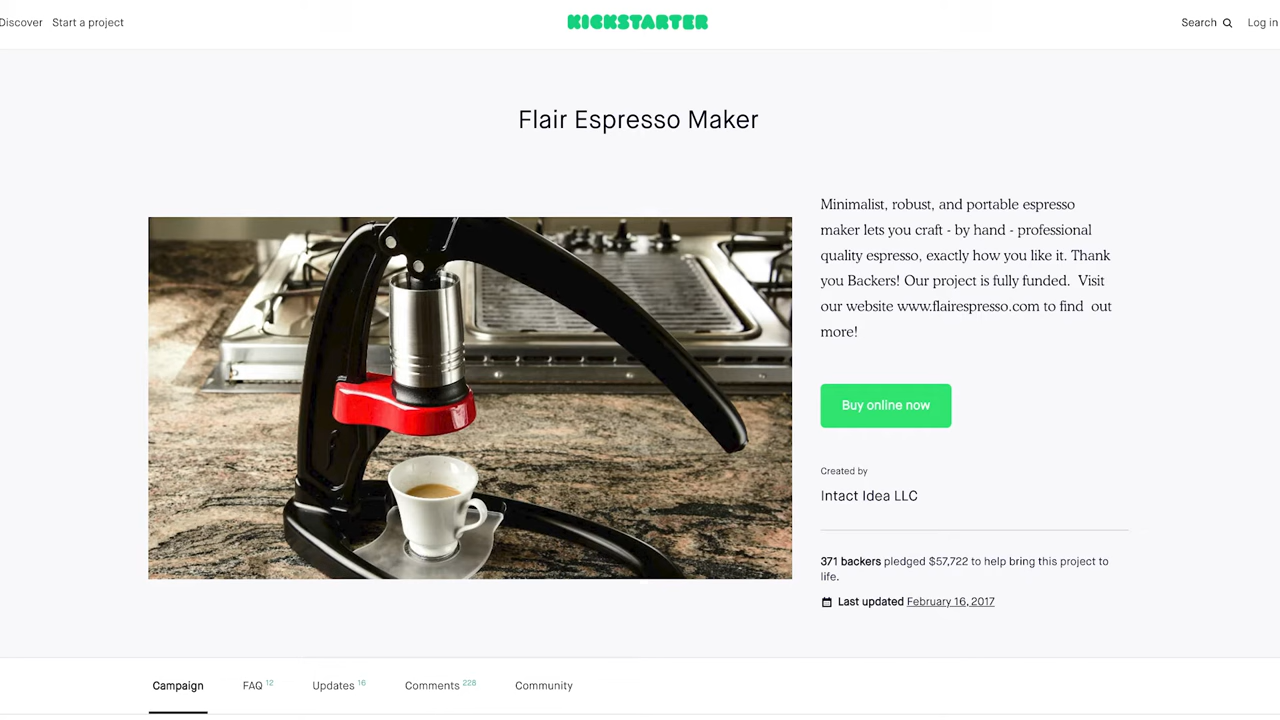 Discover Start a project KICKSTARTER Search Log in
Flair Espresso Maker
Minimalist, robust, and portable espresso
maker lets you craft - by hand - professional
quality espresso, exactly how you like it. Thank
you Backers! Our project is fully funded. Visit
our website www.flairespresso.com to find out
more!
Buy online now
Created by
Intact Idea LLC
371 backers pledged $57,722 to help bring this project to
life.
Last updated February 16, 2017
Campaign FAQ 12 Updates 16 Comments 228 Community